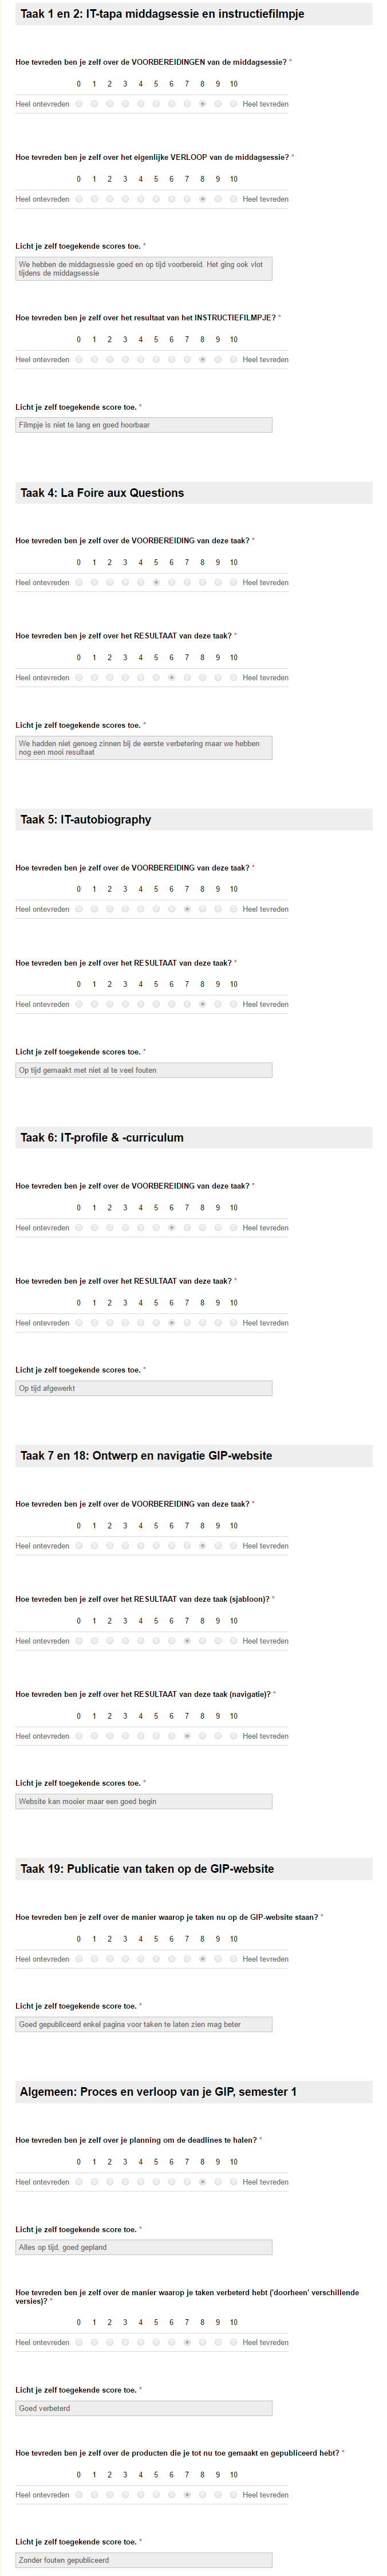 Taak 1 en 2: IT-tapa middagsessie en instructiefilmpje
Hoe tevreden ben je zelf over de VOORBEREIDINGEN van de middagsessie? *
0 1 2 3 4 5 6 7 8 9 10
Heel ontevreden Heel tevreden
Hoe tevreden ben je zelf over het eigenlijke VERLOOP van de middagsessie? *
0 1 2 3 4 5 6 7 8 9 10
Heel ontevreden Heel tevreden
Licht je zelf toegekende scores toe. *
We hebben de middagsessie goed en op tijd voorbereid. Het ging ook vlot
tijdens de middagsessie
Hoe tevreden ben je zelf over het resultaat van het INSTRUCTIEFILMPJE? *
0 1 2 3 4 5 6 7 8 9 10
Heel ontevreden Heel tevreden
Licht je zelf toegekende score toe. *
Filmpje is niet te lang en goed hoorbaar
Taak 4: La Foire aux Questions
Hoe tevreden ben je zelf over de VOORBEREIDING van deze taak? *
0 1 2 3 4 5 6 7 8 9 10
Heel ontevreden Heel tevreden
Hoe tevreden ben je zelf over het RESULTAAT van deze taak? *
0 1 2 3 4 5 6 7 8 9 10
Heel ontevreden Heel tevreden
Licht je zelf toegekende scores toe. *
We hadden niet genoeg zinnen bij de eerste verbetering maar we hebben
nog een mooi resultaat
Taak 5: IT-autobiography
Hoe tevreden ben je zelf over de VOORBEREIDING van deze taak? *
0 1 2 3 4 5 6 7 8 9 10
Heel ontevreden Heel tevreden
Hoe tevreden ben je zelf over het RESULTAAT van deze taak? *
0 1 2 3 4 5 6 7 8 9 10
Heel ontevreden Heel tevreden
Licht je zelf toegekende scores toe. *
Op tijd gemaakt met niet al te veel fouten
Taak 6: IT-profile & -curriculum
Hoe tevreden ben je zelf over de VOORBEREIDING van deze taak? *
0 1 2 3 4 5 6 7 8 9 10
Heel ontevreden Heel tevreden
Hoe tevreden ben je zelf over het RESULTAAT van deze taak? *
0 1 2 3 4 5 6 7 8 9 10
Heel ontevreden Heel tevreden
Licht je zelf toegekende scores toe. *
Op tijd afgewerkt
Taak 7 en 18: Ontwerp en navigatie GIP-website
Hoe tevreden ben je zelf over de VOORBEREIDING van deze taak? *
0 1 2 3 4 5 6 7 8 9 10
Heel ontevreden Heel tevreden
Hoe tevreden ben je zelf over het RESULTAAT van deze taak (sjabloon)? *
0 1 2 3 4 5 6 7 8 9 10
Heel ontevreden Heel tevreden
Hoe tevreden ben je zelf over het RESULTAAT van deze taak (navigatie)? *
0 1 2 3 4 5 6 7 8 9 10
Heel ontevreden Heel tevreden
Licht je zelf toegekende scores toe. *
Website kan mooier maar een goed begin
Taak 19: Publicatie van taken op de GIP-website
Hoe tevreden ben je zelf over de manier waarop je taken nu op de GIP-website staan? *
0 1 2 3 4 5 6 7 8 9 10
Heel ontevreden Heel tevreden
Licht je zelf toegekende score toe. *
Goed gepubliceerd enkel pagina voor taken te laten zien mag beter
Algemeen: Proces en verloop van je GIP, semester 1
Hoe tevreden ben je zelf over je planning om de deadlines te halen? *
0 1 2 3 4 5 6 7 8 9 10
Heel ontevreden Heel tevreden
Licht je zelf toegekende score toe. *
Alles op tijd, goed gepland
Hoe tevreden ben je zelf over de manier waarop je taken verbeterd hebt ('doorheen' verschillende
versies)? *
0 1 2 3 4 5 6 7 8 9 10
Heel ontevreden Heel tevreden
Licht je zelf toegekende score toe. *
Goed verbeterd
Hoe tevreden ben je zelf over de producten die je tot nu toe gemaakt en gepubliceerd hebt? *
0 1 2 3 4 5 6 7 8 9 10
Heel ontevreden Heel tevreden
Licht je zelf toegekende score toe. *
Zonder fouten gepubliceerd